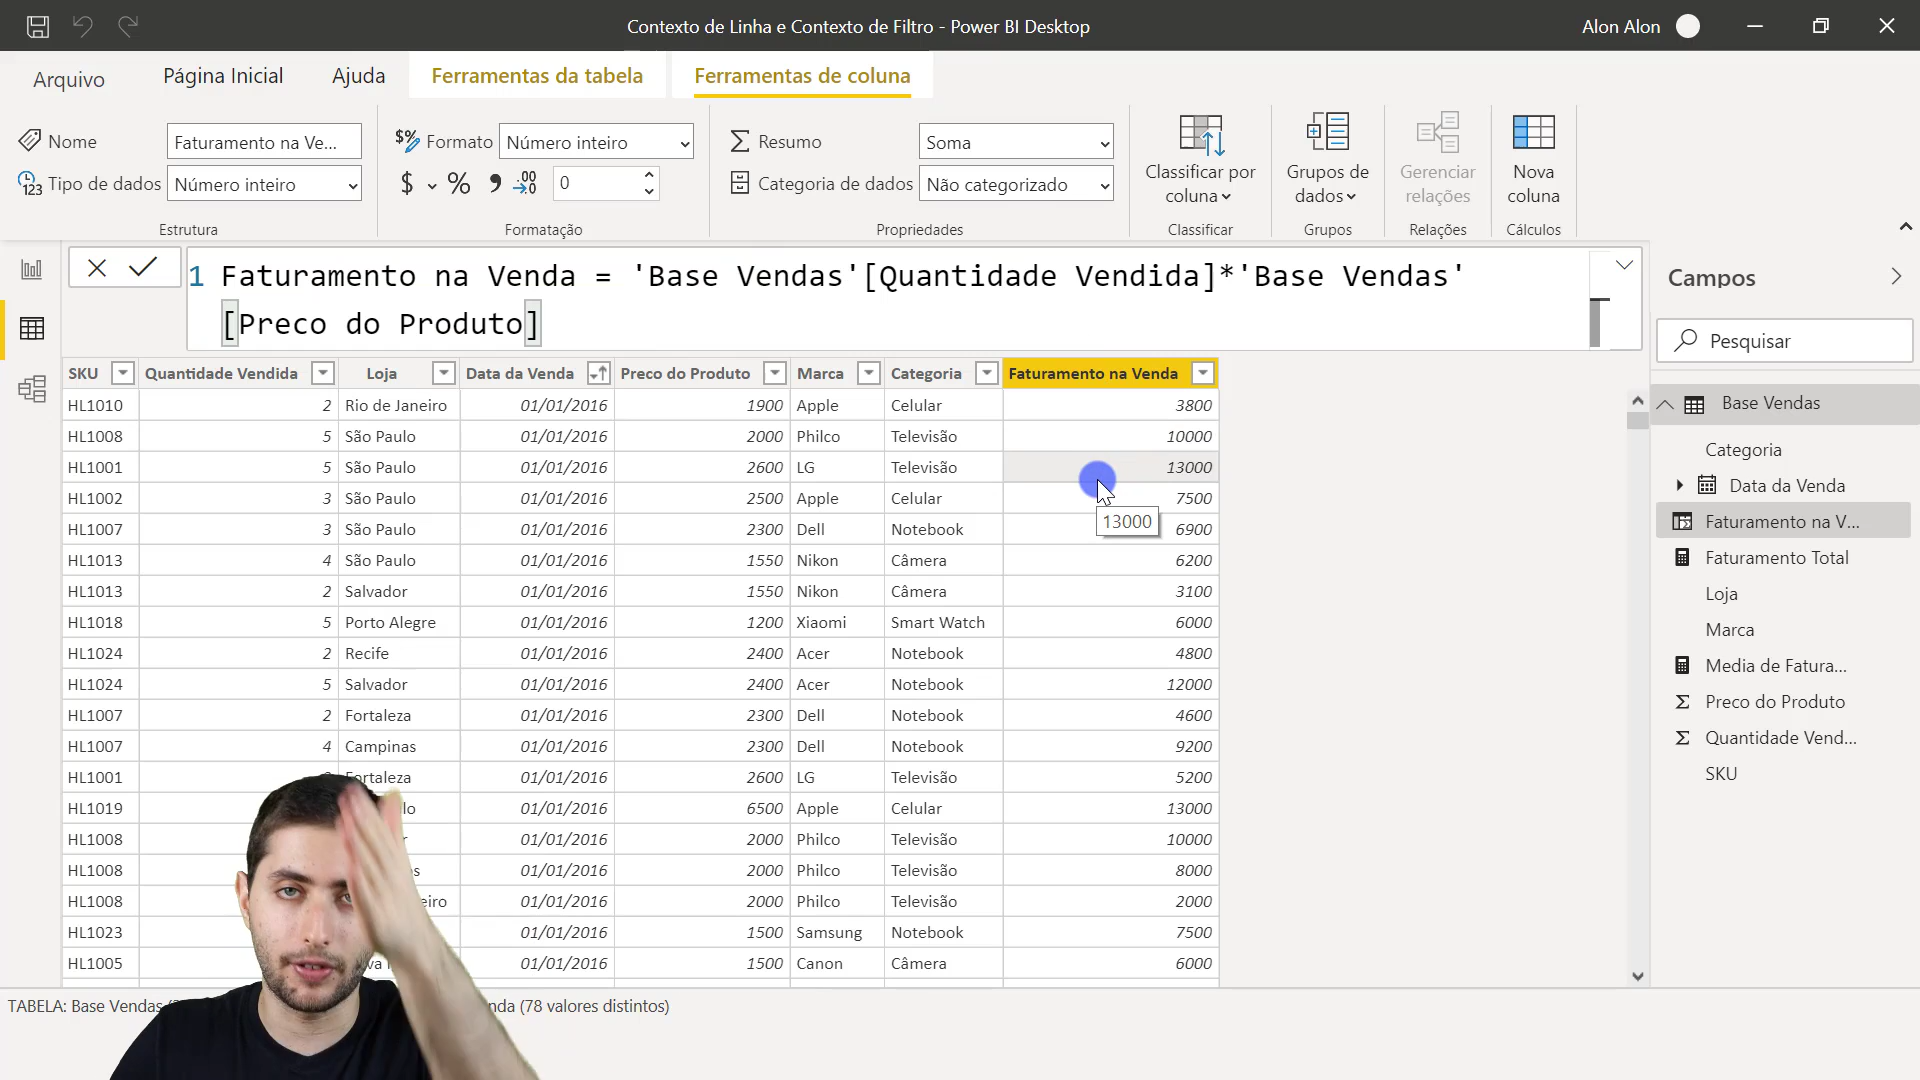 Contexto de Linha e Contexto de Filtro - Power BI Desktop
Alon Alon
Arquivo
Página Inicial
Ajuda
Ferramentas da tabela
Ferramentas de coluna
Nome
Faturamento na Ve...
Tipo de dados
Número inteiro
Estrutura
Formato
Número inteiro
$ % 0
Formatação
Resumo
Soma
Categoria de dados
Não categorizado
Propriedades
Classificar por
coluna
Classificar
Grupos de
dados
Grupos
Gerenciar
relações
Relações
Nova
coluna
Cálculos
1 Faturamento na Venda = 'Base Vendas'[Quantidade Vendida]*'Base Vendas'
[Preco do Produto]
SKU Quantidade Vendida Loja Data da Venda Preco do Produto Marca Categoria Faturamento na Venda
HL1010 2 Rio de Janeiro 01/01/2016 1900 Apple Celular 3800
HL1008 5 São Paulo 01/01/2016 2000 Philco Televisão 10000
HL1001 5 São Paulo 01/01/2016 2600 LG Televisão 13000
HL1002 3 São Paulo 01/01/2016 2500 Apple Celular 7500
13000
HL1007 3 São Paulo 01/01/2016 2300 Dell Notebook 6900
HL1013 4 São Paulo 01/01/2016 1550 Nikon Câmera 6200
HL1013 2 Salvador 01/01/2016 1550 Nikon Câmera 3100
HL1018 5 Porto Alegre 01/01/2016 1200 Xiaomi Smart Watch 6000
HL1024 2 Recife 01/01/2016 2400 Acer Notebook 4800
HL1024 5 Salvador 01/01/2016 2400 Acer Notebook 12000
HL1007 2 Fortaleza 01/01/2016 2300 Dell Notebook 4600
HL1007 4 Campinas 01/01/2016 2300 Dell Notebook 9200
HL1001 Fortaleza 01/01/2016 2600 LG Televisão 5200
HL1019 01/01/2016 6500 Apple Celular 13000
HL1008 01/01/2016 2000 Philco Televisão 10000
HL1008 01/01/2016 2000 Philco Televisão 8000
HL1008 01/01/2016 2000 Philco Televisão 2000
HL1023 01/01/2016 1500 Samsung Notebook 7500
HL1005 01/01/2016 1500 Canon Câmera 6000
TABELA: Base Vendas (78 valores distintos)
Campos
Pesquisar
Base Vendas
Categoria
Data da Venda
Faturamento na V...
Faturamento Total
Loja
Marca
Media de Fatura...
Preco do Produto
Quantidade Vend...
SKU